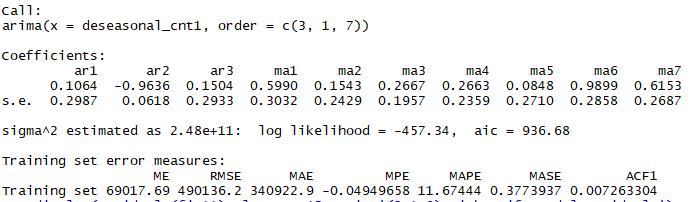 Call:
arima(x = deseasonal_cnt1, order = c(3, 1, 7))
Coefficients:
ar1 ar2 ar3 ma1 ma2 ma3 ma4 ma5 ma6 ma7
0.1064 -0.9636 0.1504 0.5990 0.1543 0.2667 0.2663 0.0848 0.9899 0.6153
s.e. 0.2987 0.0618 0.2933 0.3032 0.2429 0.1957 0.2359 0.2710 0.2858 0.2687
sigma^2 estimated as 2.48e+11: log likelihood = -457.34, aic = 936.68
Training set error measures:
ME RMSE MAE MPE MAPE MASE ACF1
Training set 69017.69 490136.2 340922.9 -0.04949658 11.67444 0.3773937 0.007263304